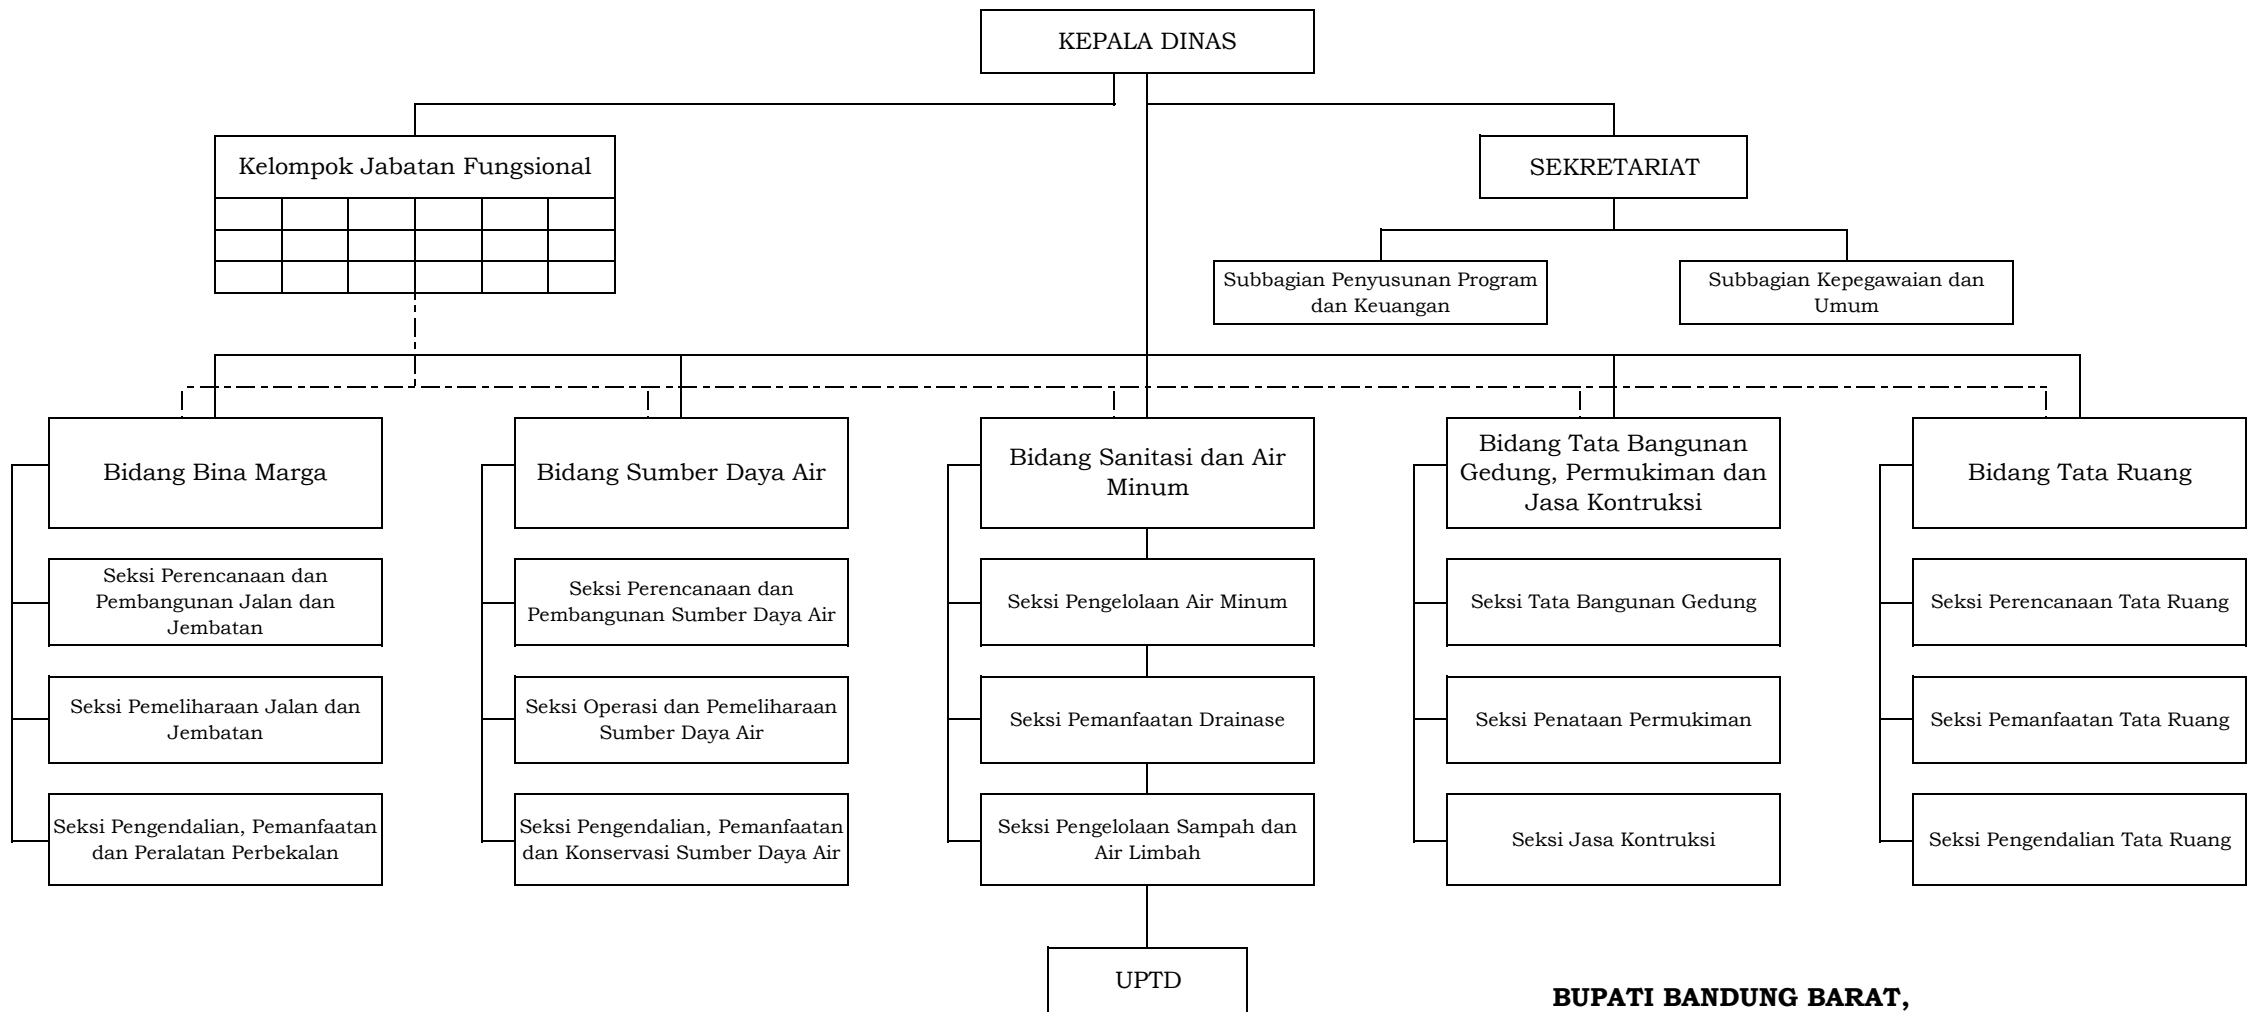 KEPALA DINAS
Kelompok Jabatan Fungsional
SEKRETARIAT
Subbagian Penyusunan Program
dan Keuangan
Subbagian Kepegawaian dan
Umum
Bidang Bina Marga
Bidang Sumber Daya Air
Bidang Sanitasi dan Air
Minum
Bidang Tata Bangunan
Gedung, Permukiman dan
Jasa Kontruksi
Bidang Tata Ruang
Seksi Perencanaan dan
Pembangunan Jalan dan
Jembatan
Seksi Perencanaan dan
Pembangunan Sumber Daya Air
Seksi Pengelolaan Air Minum
Seksi Tata Bangunan Gedung
Seksi Perencanaan Tata Ruang
Seksi Pemeliharaan Jalan dan
Jembatan
Seksi Operasi dan Pemeliharaan
Sumber Daya Air
Seksi Pemanfaatan Drainase
Seksi Penataan Permukiman
Seksi Pemanfaatan Tata Ruang
Seksi Pengendalian, Pemanfaatan
dan Peralatan Perbekalan
Seksi Pengendalian, Pemanfaatan
dan Konservasi Sumber Daya Air
Seksi Pengelolaan Sampah dan
Air Limbah
Seksi Jasa Kontruksi
Seksi Pengendalian Tata Ruang
UPTD
BUPATI BANDUNG BARAT,